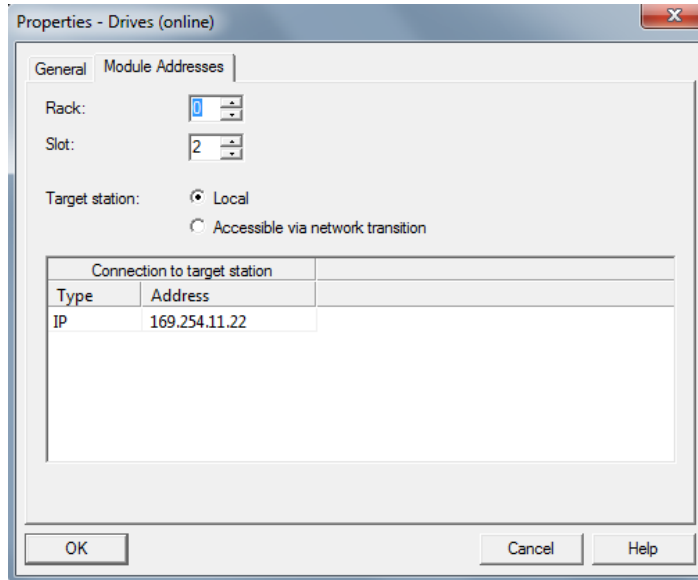 Properties - Drives (online)
General Module Addresses
Rack: 0
Slot: 2
Target station: Local
Accessible via network transition
Connection to target station
Type Address
IP 169.254.11.22
OK Cancel Help